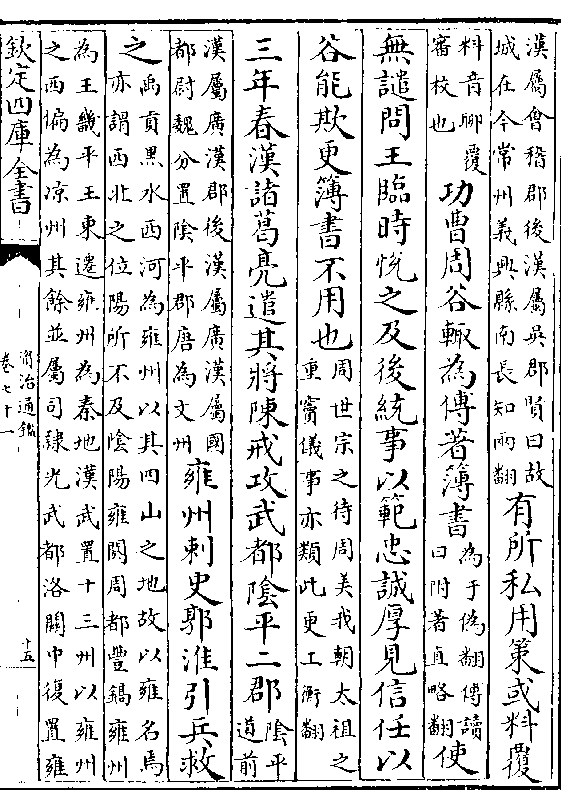 漢屬會稽郡後漢屬吳郡賢曰故
城在今常州義興縣南長知兩翻
有所私用策或料覆
料音聊覆
審校也
功曹周谷輒為傅著簿書
為于偽翻傅讀
曰附著直略翻
使
無譴問王臨時恱之及後統事以範忠誠厚見信任以
谷能欺更簿書不用也
周世宗之待周美我朝太祖之
重竇儀事亦類此更工衡翻
三年春漢諸葛亮遣其將陳戒攻武都隂平二郡
隂平
道前
漢屬廣漢郡後漢屬廣漢屬國
都尉魏分置陰平郡唐為文州
雍州刺史郭淮引兵救
之
禹貢黑水西河為雍州以其四山之地故以雍名焉
亦謂西北之位陽所不及陰陽雍閼周都豐鎬雍州
為王畿平王東遷雍州為秦地漢武置十三州以雍州
之西偏為凉州其餘並屬司隸光武都洛關中復置雍
欽定四庫全書
資治通鑑
卷七十一
十五